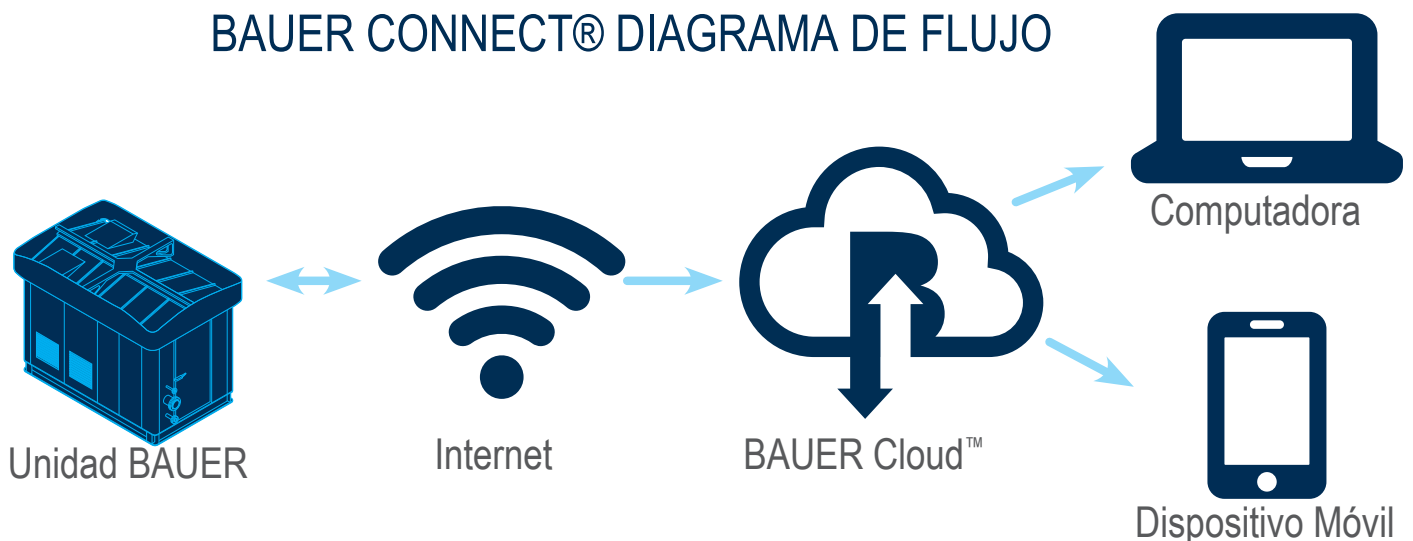 BAUER CONNECT® DIAGRAMA DE FLUJO
Computadora
Unidad BAUER
Internet
BAUER Cloud™
Dispositivo Móvil
B